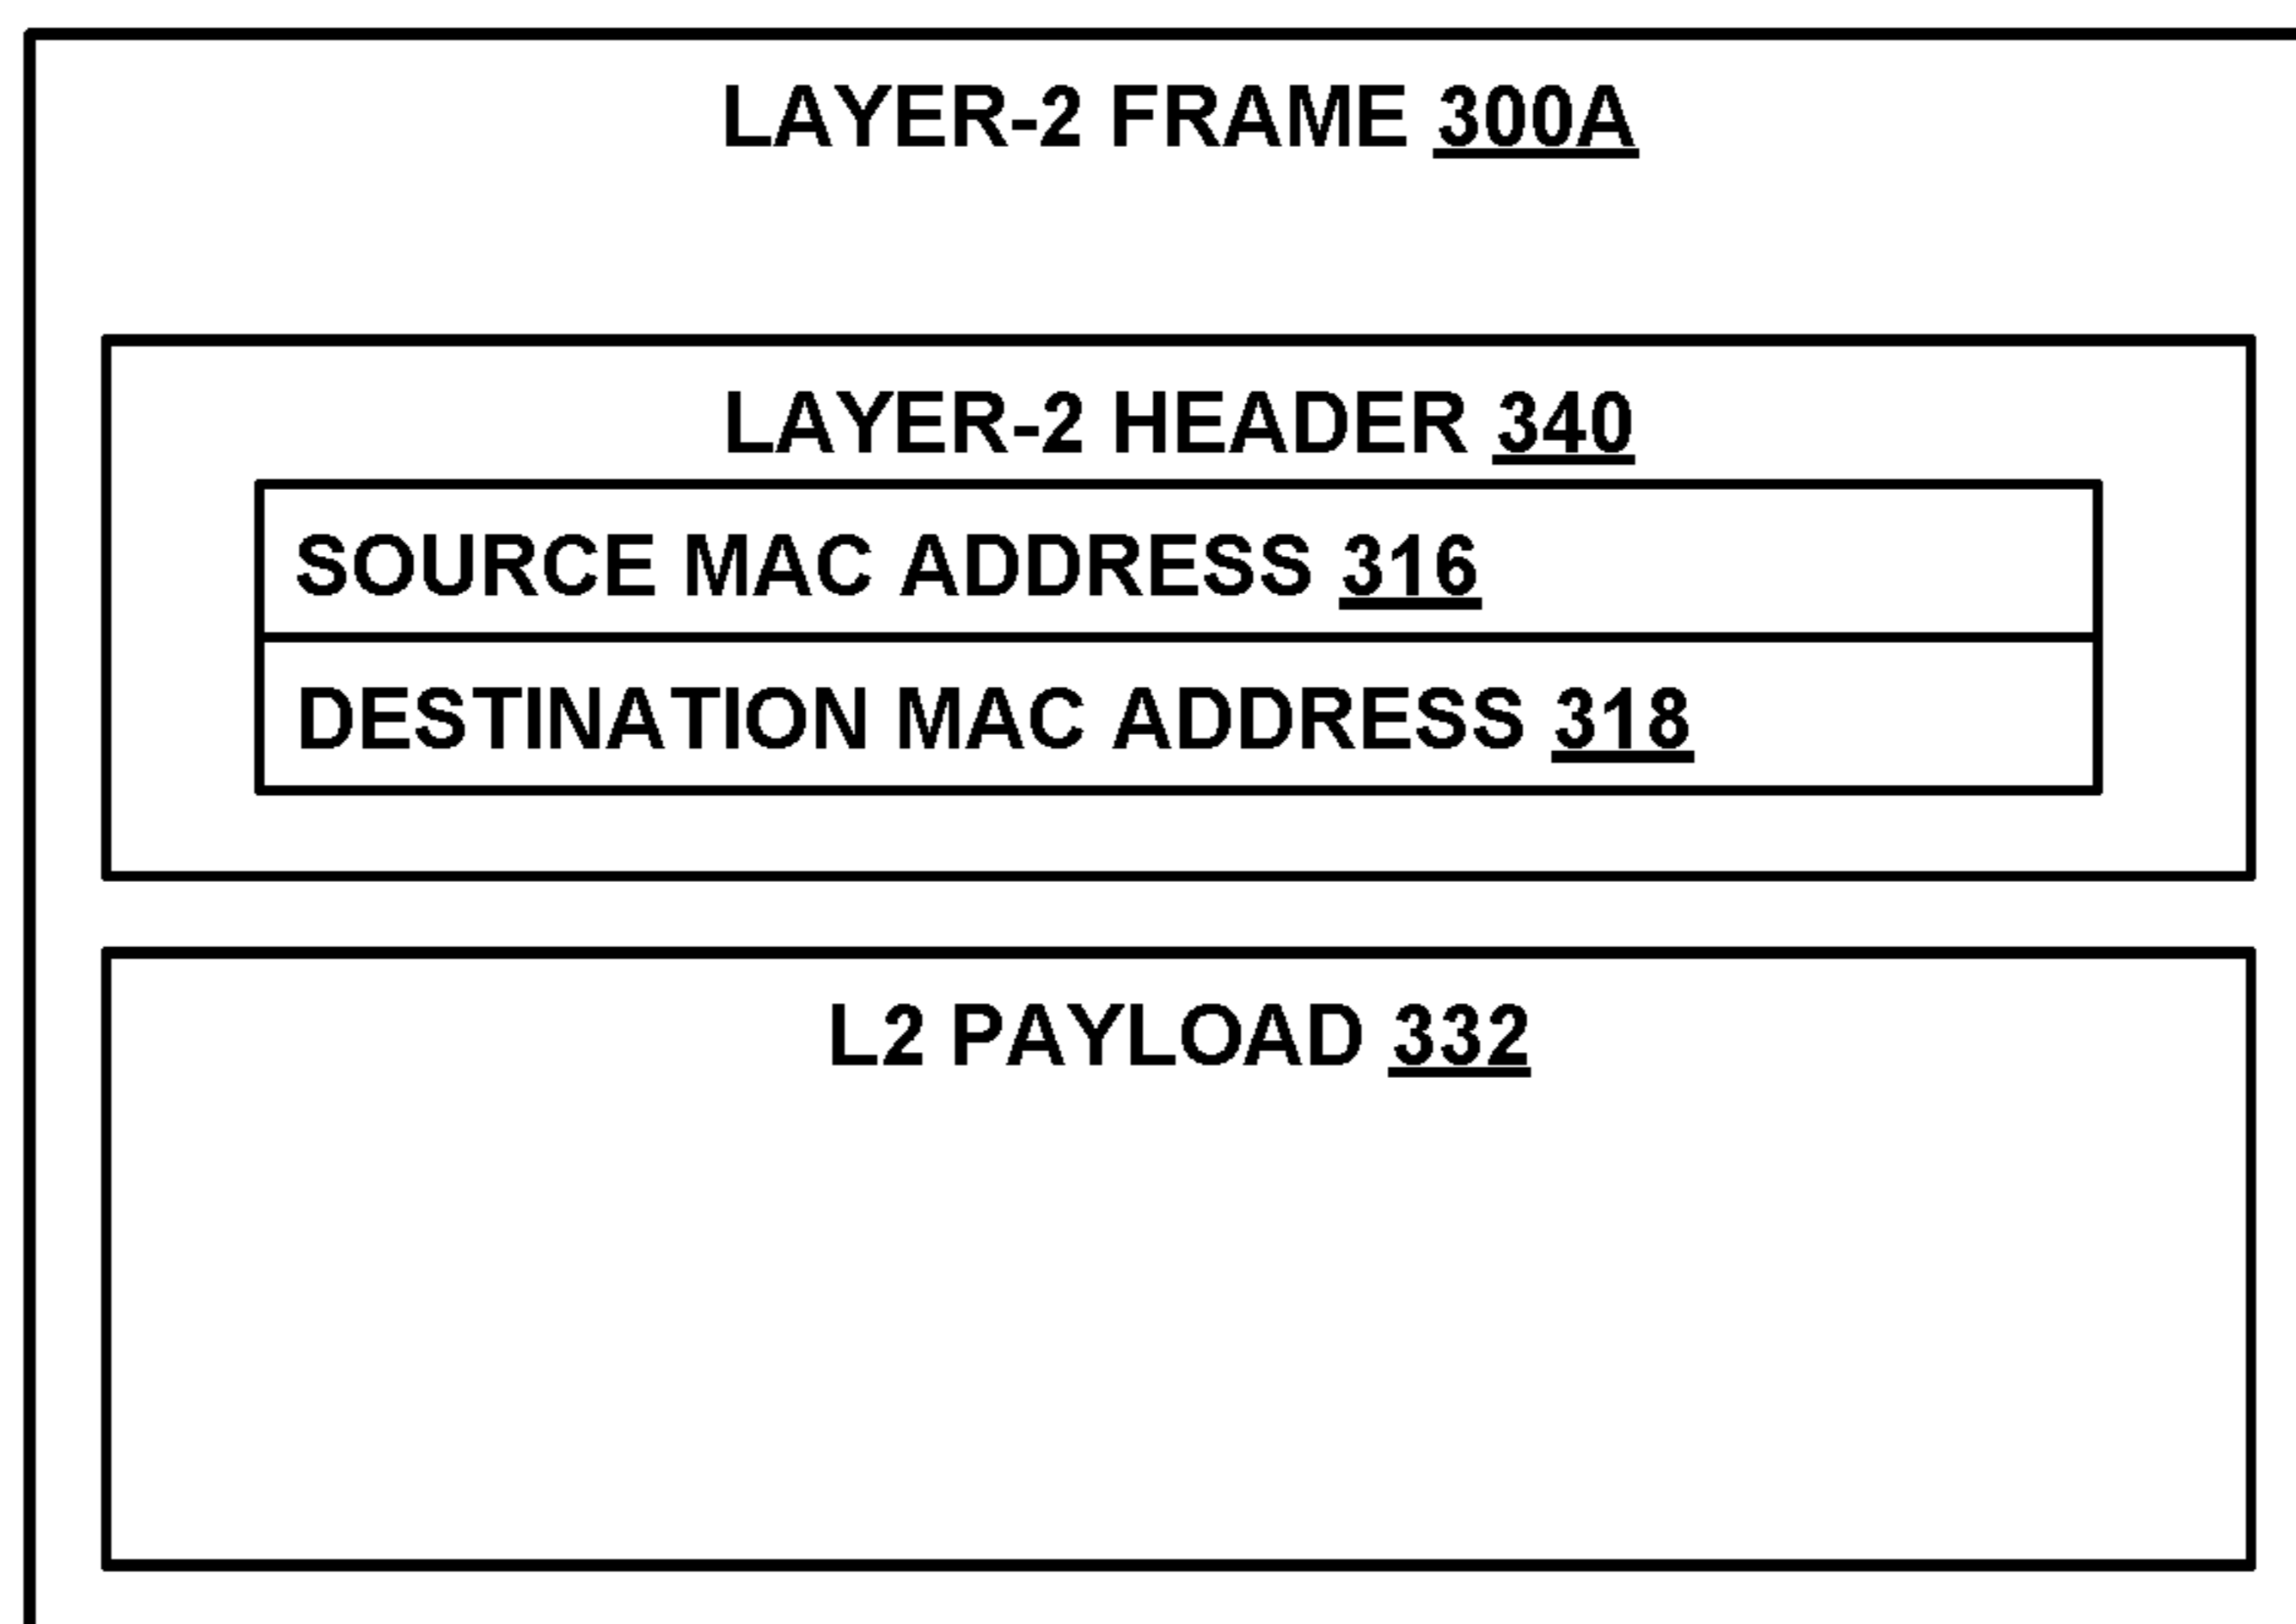 LAYER-2 FRAME 300A
LAYER-2 HEADER 340
SOURCE MAC ADDRESS 316
DESTINATION MAC ADDRESS 318
L2 PAYLOAD 332